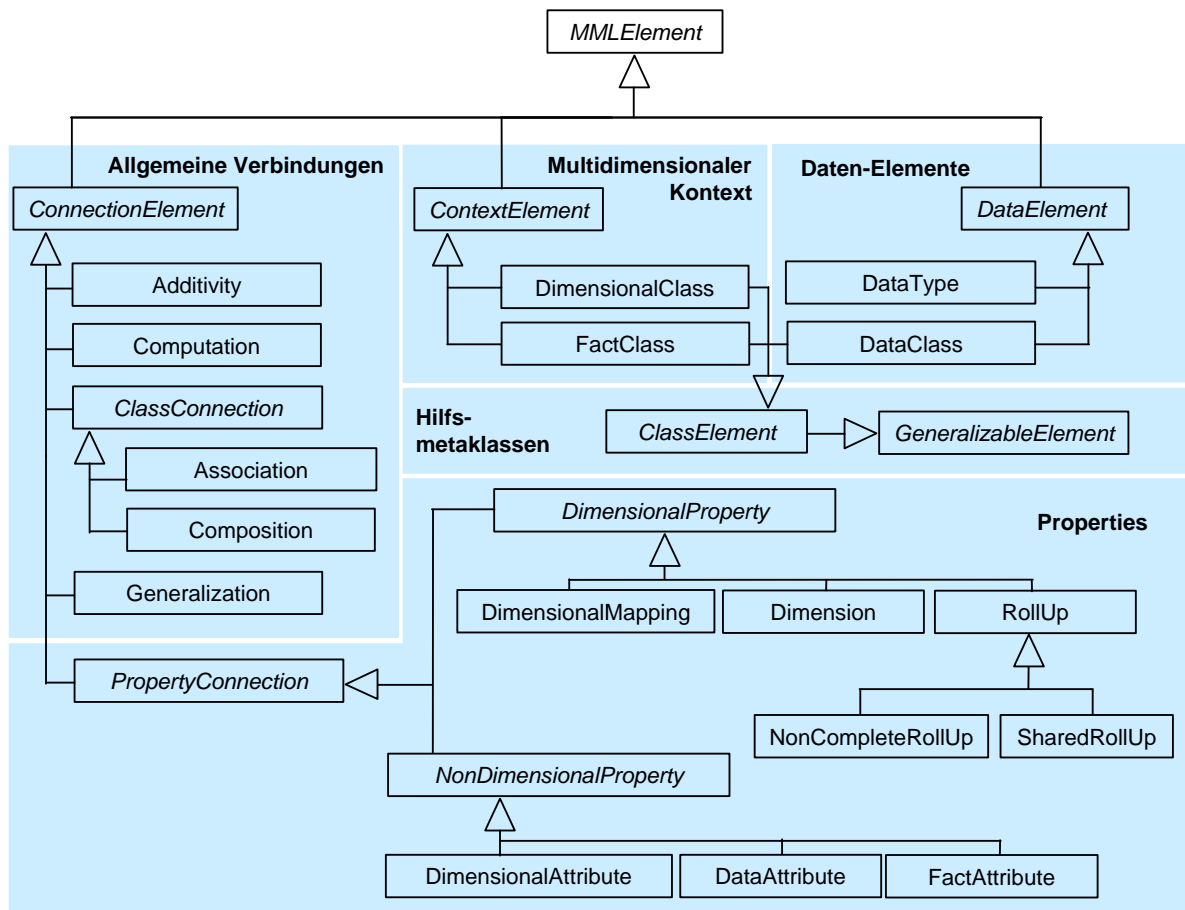 MMLElement
Allgemeine Verbindungen
Multidimensionaler
Kontext
Daten-Elemente
ConnectionElement
ContextElement
DataElement
Additivity
DimensionalClass
DataType
Computation
FactClass
DataClass
ClassConnection
Hilfs-
metaklassen
ClassElement
GeneralizableElement
Association
Composition
Generalization
DimensionalProperty
Properties
DimensionalMapping
Dimension
RollUp
PropertyConnection
NonCompleteRollUp
SharedRollUp
NonDimensionalProperty
DimensionalAttribute
DataAttribute
FactAttribute